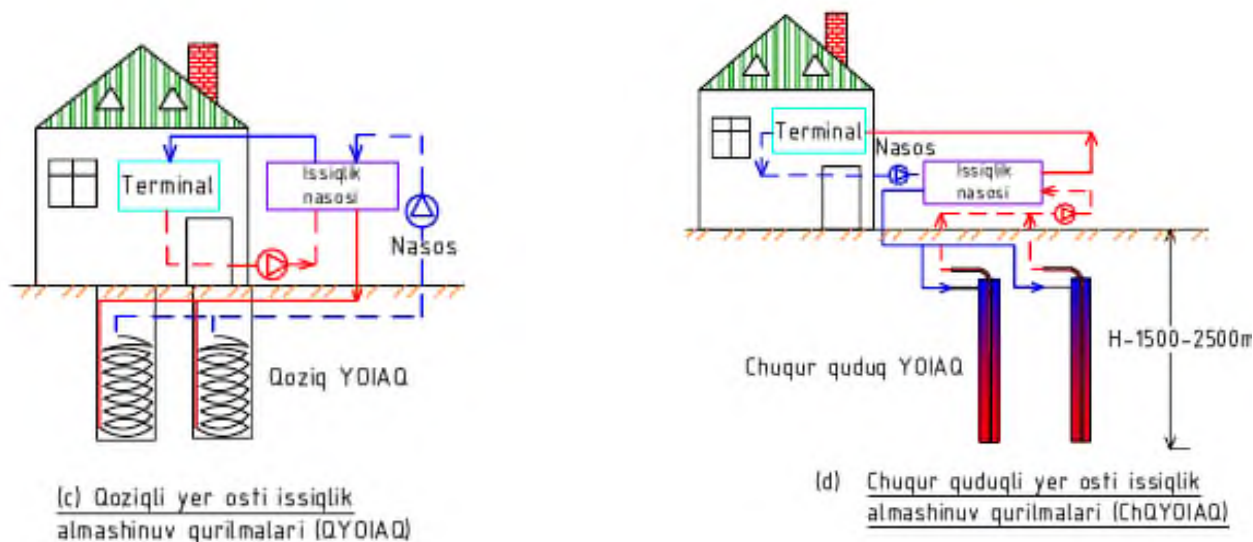 Terminal
Issiqlik
nasosi
Nasos
Qoziq YOIAQ
(c) Qoziqli yer osti issiqlik
almashinuv qurilmalari (QYOIAQ)
Terminal
Nasos
Issiqlik
nasosi
Chuqur quduq YOIAQ
H-1500-2500m
(d) Chuqur quduqli yer osti issiqlik
almashinuv qurilmalari (ChQYOIAQ)